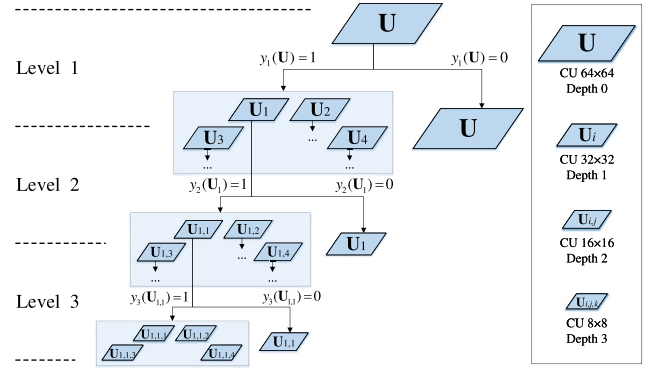 U
y₁(U)=1
y₁(U)=0
Level 1
U₁
U₂
U
...
U₃
U₄
...
...
Level 2
y₂(U₁)=1
y₂(U₁)=0
U₁,₁
U₁,₂
U₁
U₁,₃
...
U₁,₄
...
...
Level 3
y₃(U₁,₁)=1
y₃(U₁,₁)=0
U₁,₁,₁
U₁,₁,₂
U₁,₁
U₁,₁,₃
U₁,₁,₄
U
CU 64×64
Depth 0
Uᵢ
CU 32×32
Depth 1
Uᵢ,ⱼ
CU 16×16
Depth 2
Uᵢ,ⱼ,ₖ
CU 8×8
Depth 3